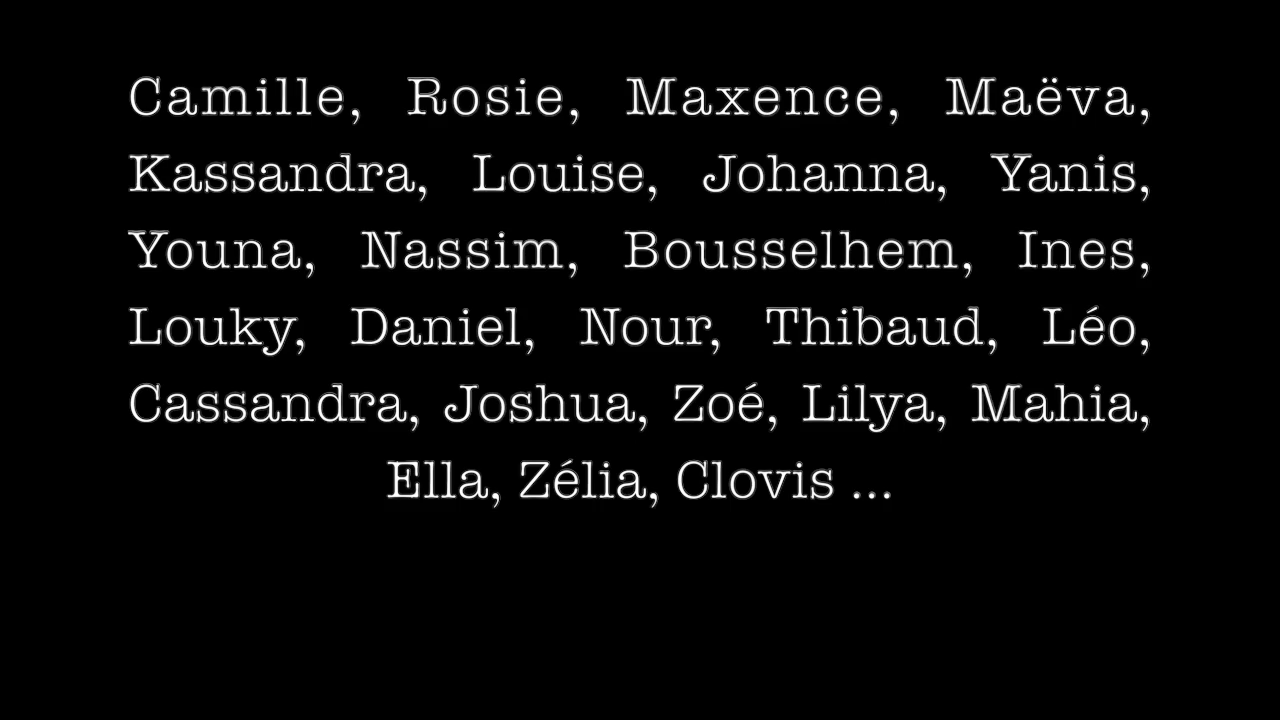 Camille, Rosie, Maxence, Maëva,
Kassandra, Louise, Johanna, Yanis,
Youna, Nassim, Bousselhem, Ines,
Louky, Daniel, Nour, Thibaud, Léo,
Cassandra, Joshua, Zoé, Lilya, Mahia,
Ella, Zélia, Clovis ...